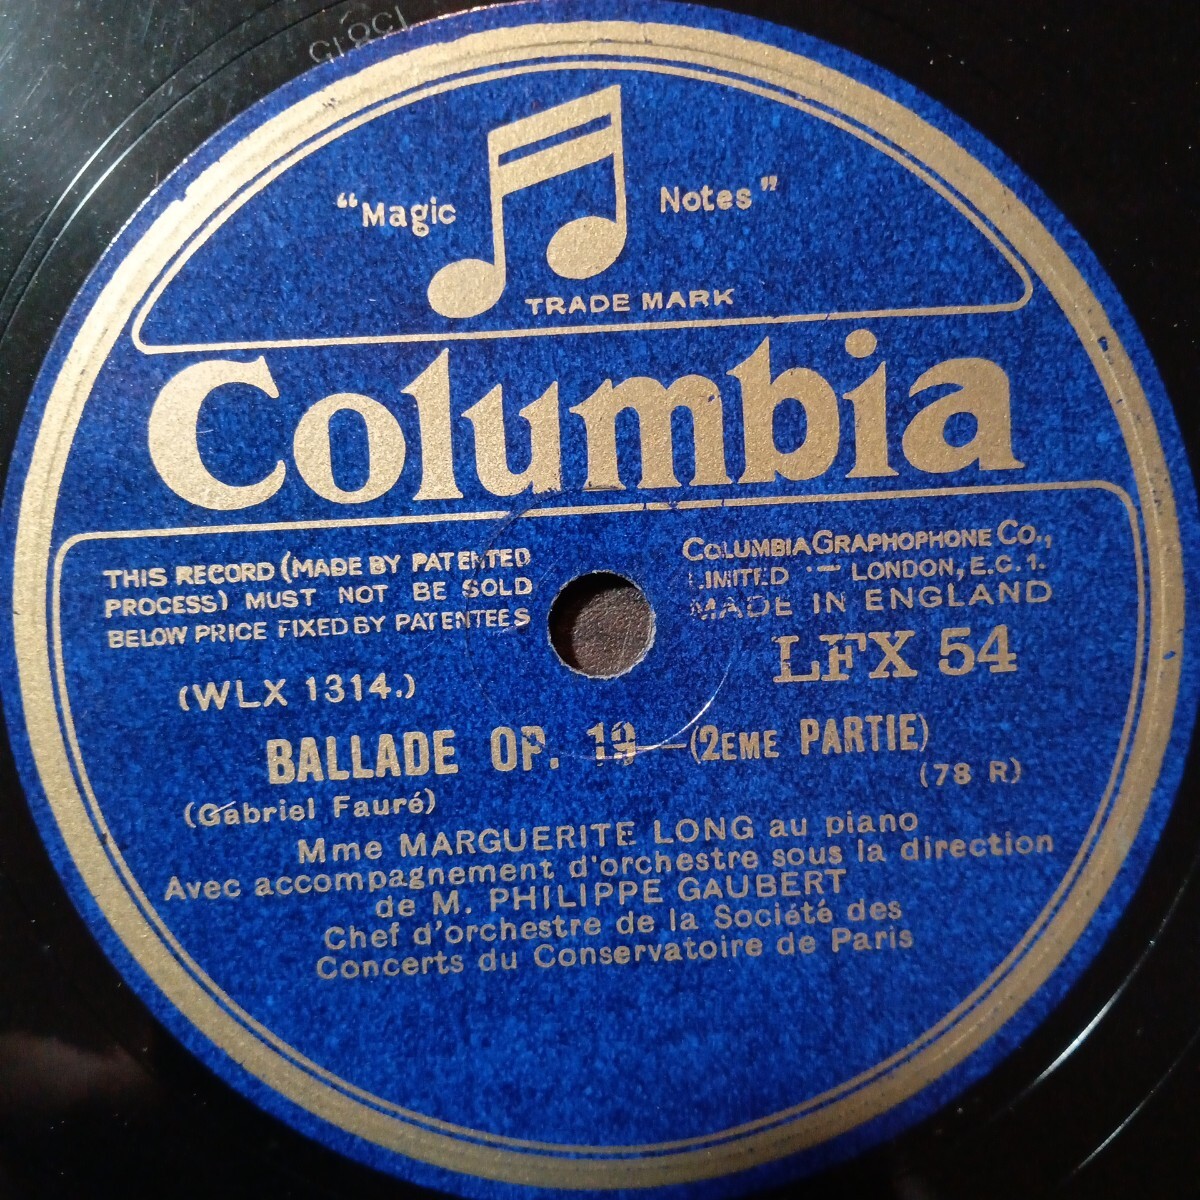 "Magic Notes"
TRADE MARK
Columbia
THIS RECORD (MADE BY PATENTED
PROCESS) MUST NOT BE SOLD
BELOW PRICE FIXED BY PATENTEES
COLUMBIA GRAPHOPHONE CO.,
LIMITED — LONDON, E.C.1.
MADE IN ENGLAND
LFX 54
(WLX 1314.)
BALLADE OP. 19 — (2EME PARTIE)
(78 R)
(Gabriel Fauré)
Mme MARGUERITE LONG au piano
Avec accompagnement d'orchestre sous la direction
de M. PHILIPPE GAUBERT
Chef d'orchestre de la Société des
Concerts du Conservatoire de Paris